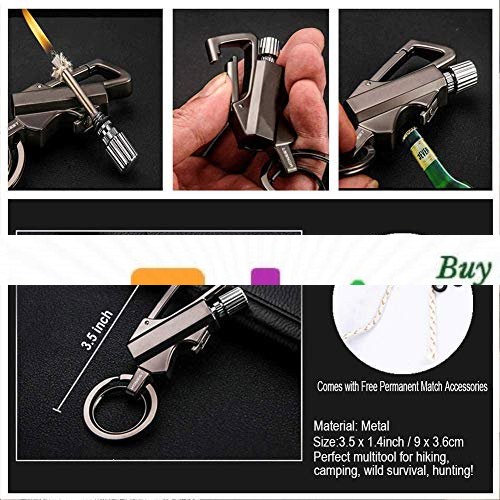 Buy
3.5 inch
Comes with Free Permanent Match Accessories
Material: Metal
Size:3.5 x 1.4inch / 9 x 3.6cm
Perfect multitool for hiking,
camping, wild survival, hunting!